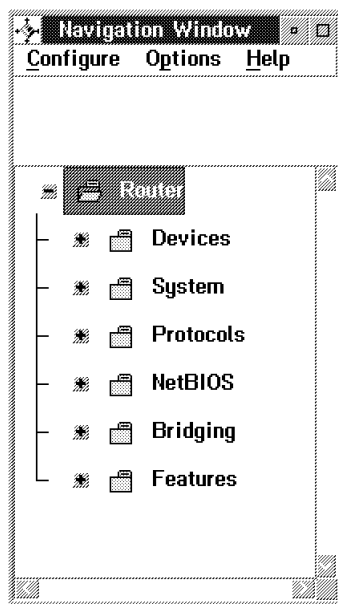 Navigation Window
Configure Options Help
Router
Devices
System
Protocols
NetBIOS
Bridging
Features